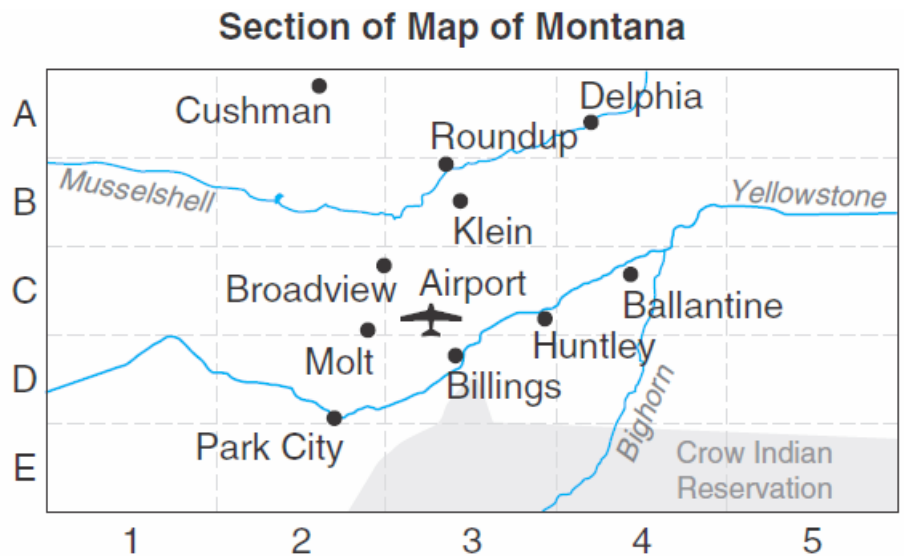 Section of Map of Montana
A
Cushman
Delphia
Roundup
Musselshell
B
Yellowstone
Klein
C
Broadview
Airport
Ballantine
Molt
Huntley
D
Billings
Park City
Bighorn
E
Crow Indian
Reservation
1 2 3 4 5